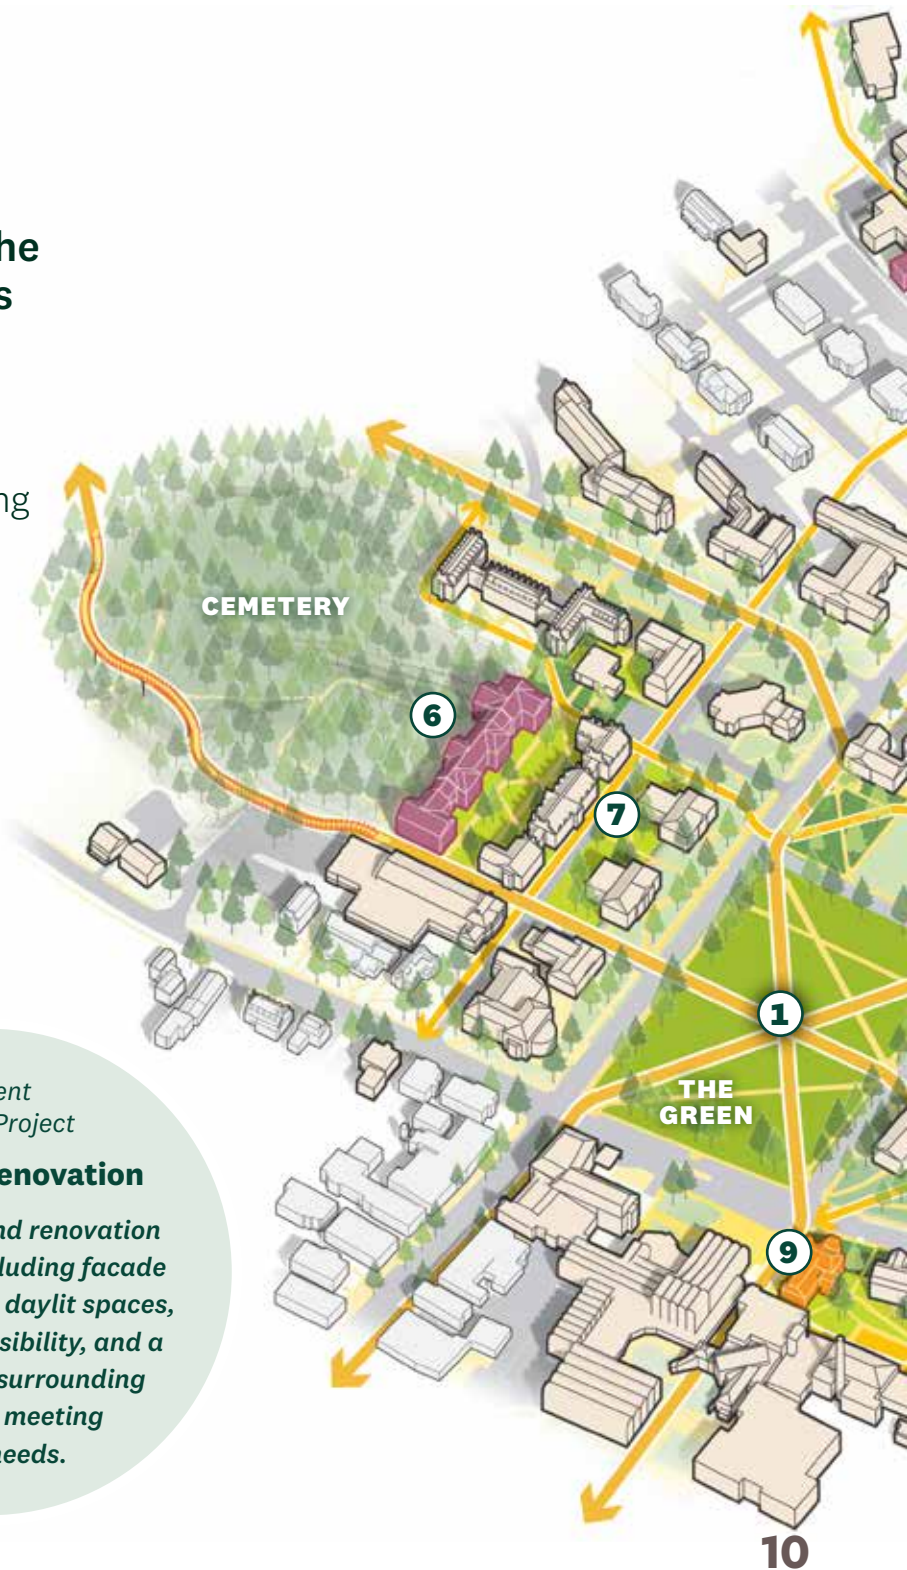 he
s
ng
CEMETERY
6
7
1
THE
GREEN
9
ent
Project
enovation
nd renovation
luding facade
daylit spaces,
sibility, and a
surrounding
meeting
needs.
10